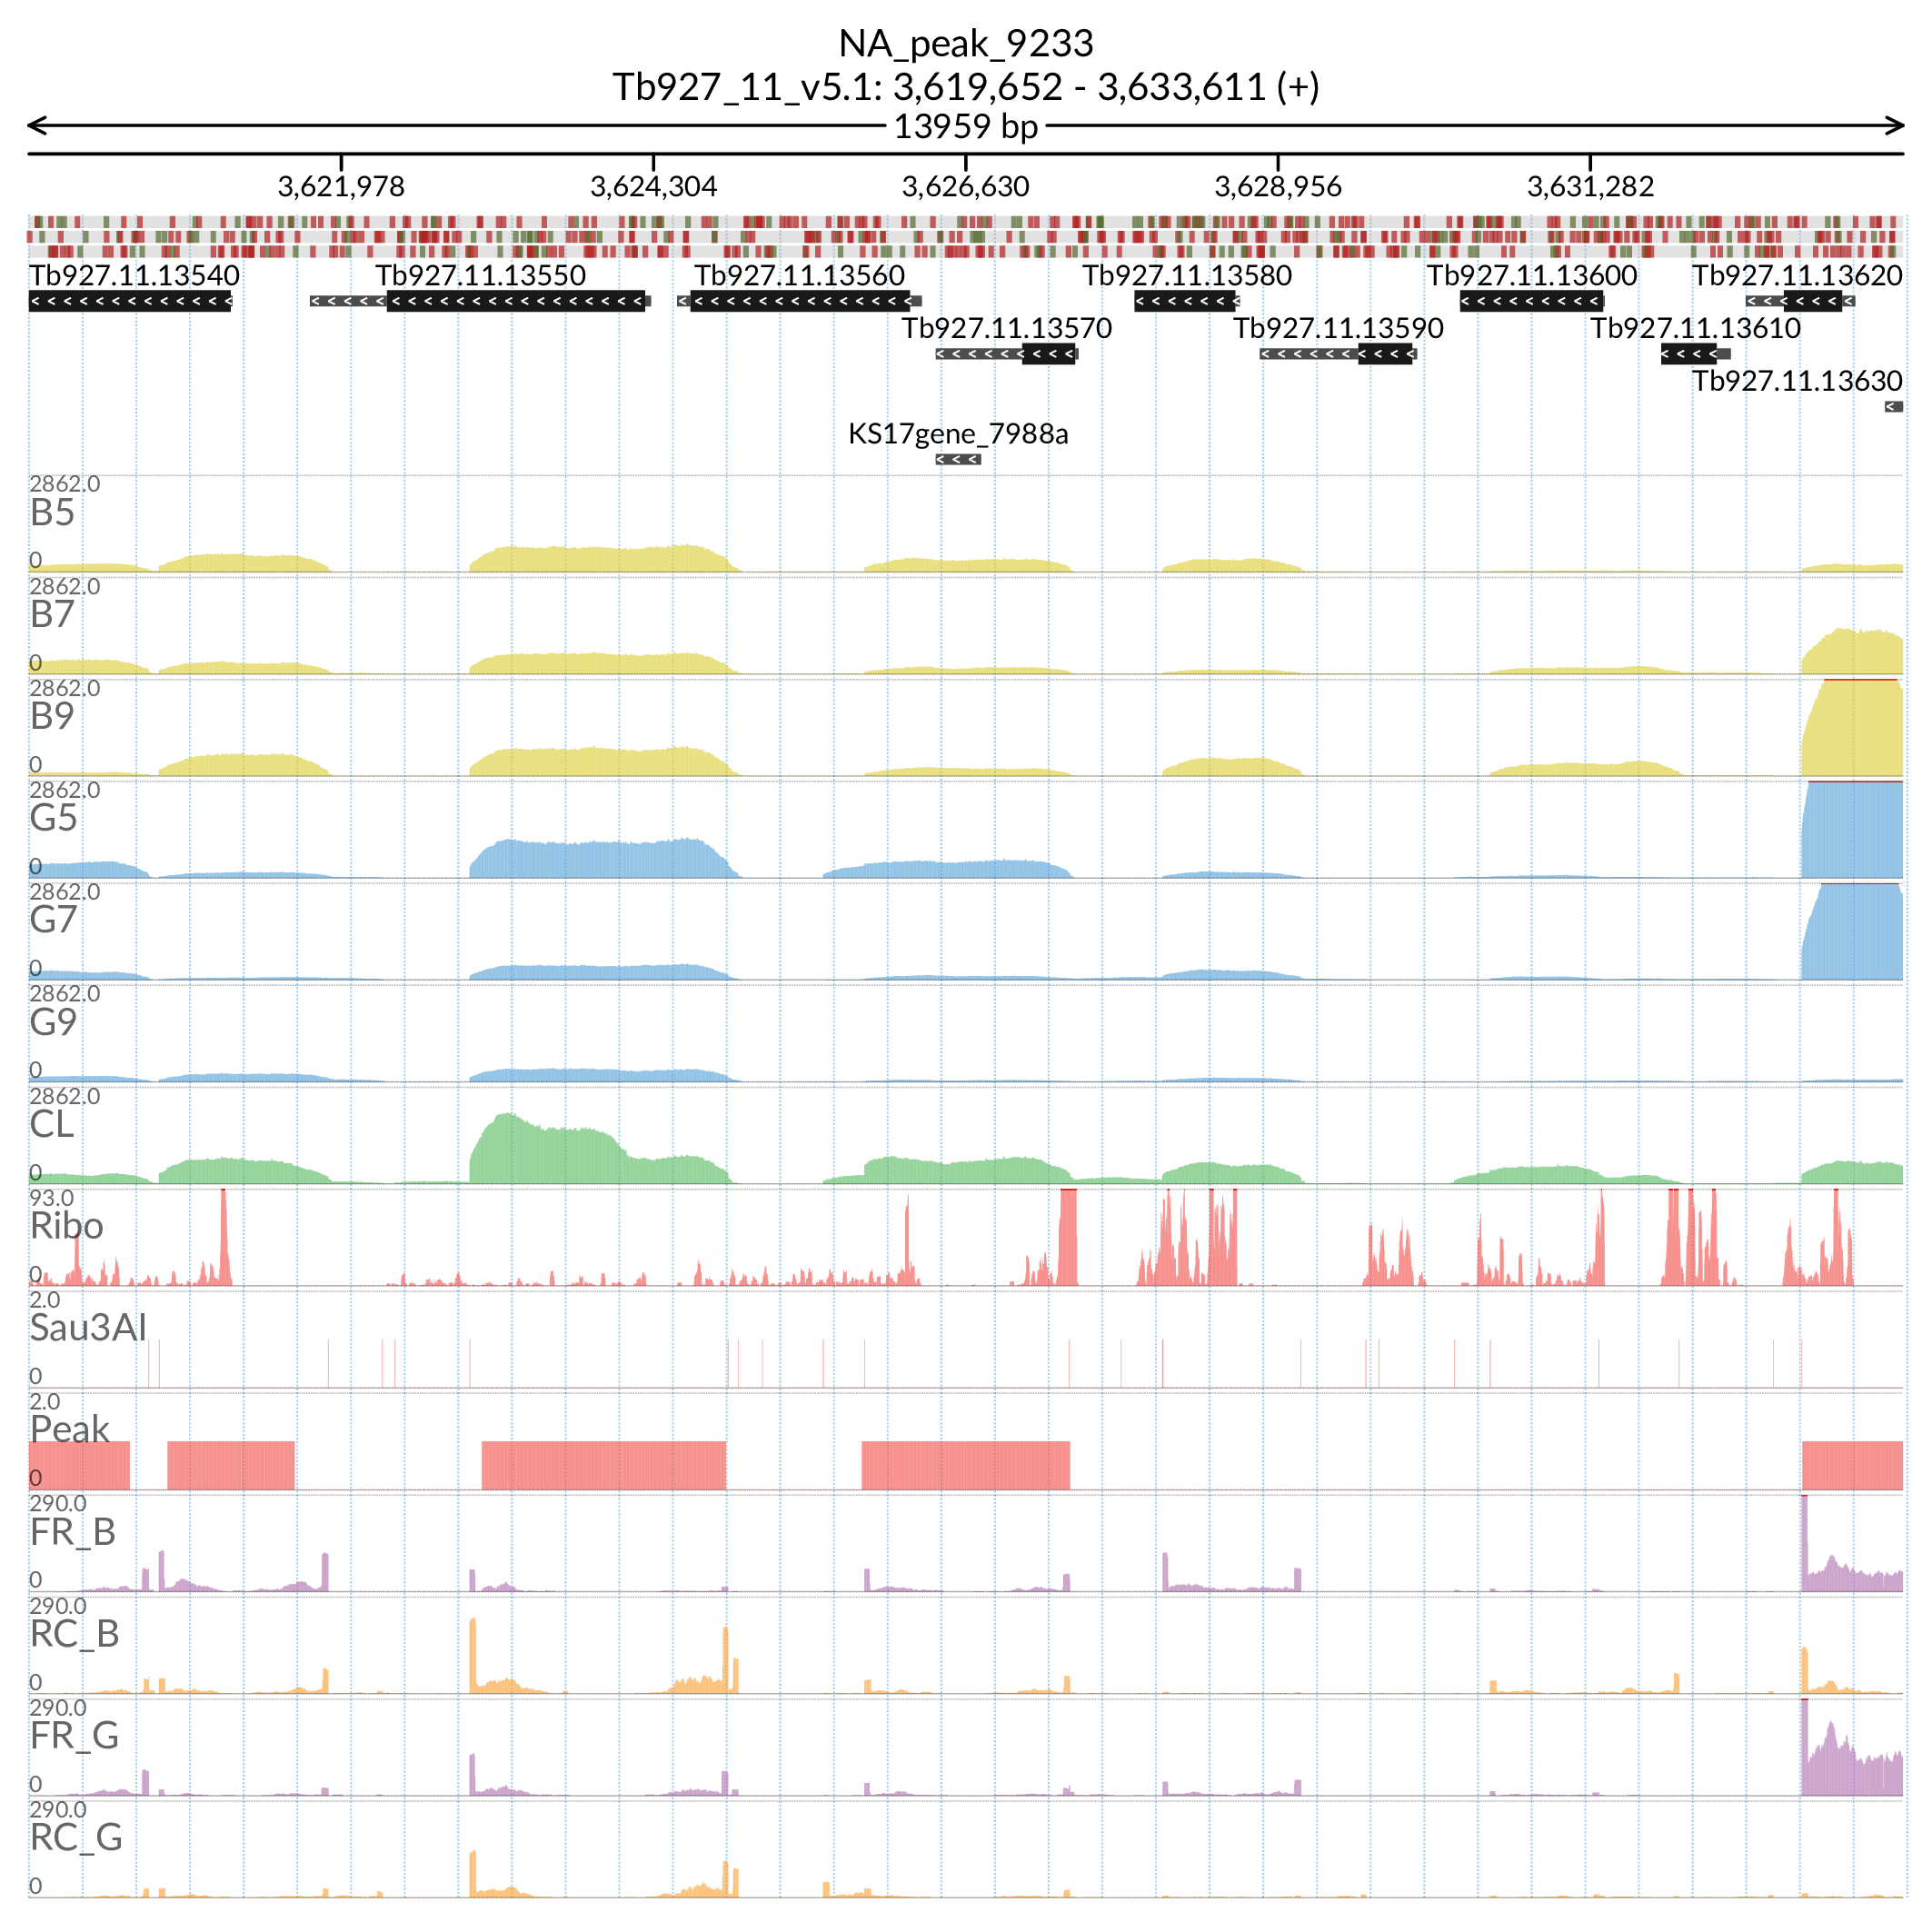 NA_peak_9233
Tb927_11_v5.1: 3,619,652 - 3,633,611 (+)
13959 bp
3,621,978 3,624,304 3,626,630 3,628,956 3,631,282
Tb927.11.13540 Tb927.11.13550 Tb927.11.13560 Tb927.11.13580 Tb927.11.13600 Tb927.11.13620
Tb927.11.13570 Tb927.11.13590 Tb927.11.13610
Tb927.11.13630
KS17gene_7988a
2862.0
B5
0
2862.0
B7
0
2862.0
B9
0
2862.0
G5
0
2862.0
G7
0
2862.0
G9
0
2862.0
CL
0
93.0
Ribo
0
2.0
Sau3AI
0
2.0
Peak
0
290.0
FR_B
0
290.0
RC_B
0
290.0
FR_G
0
290.0
RC_G
0